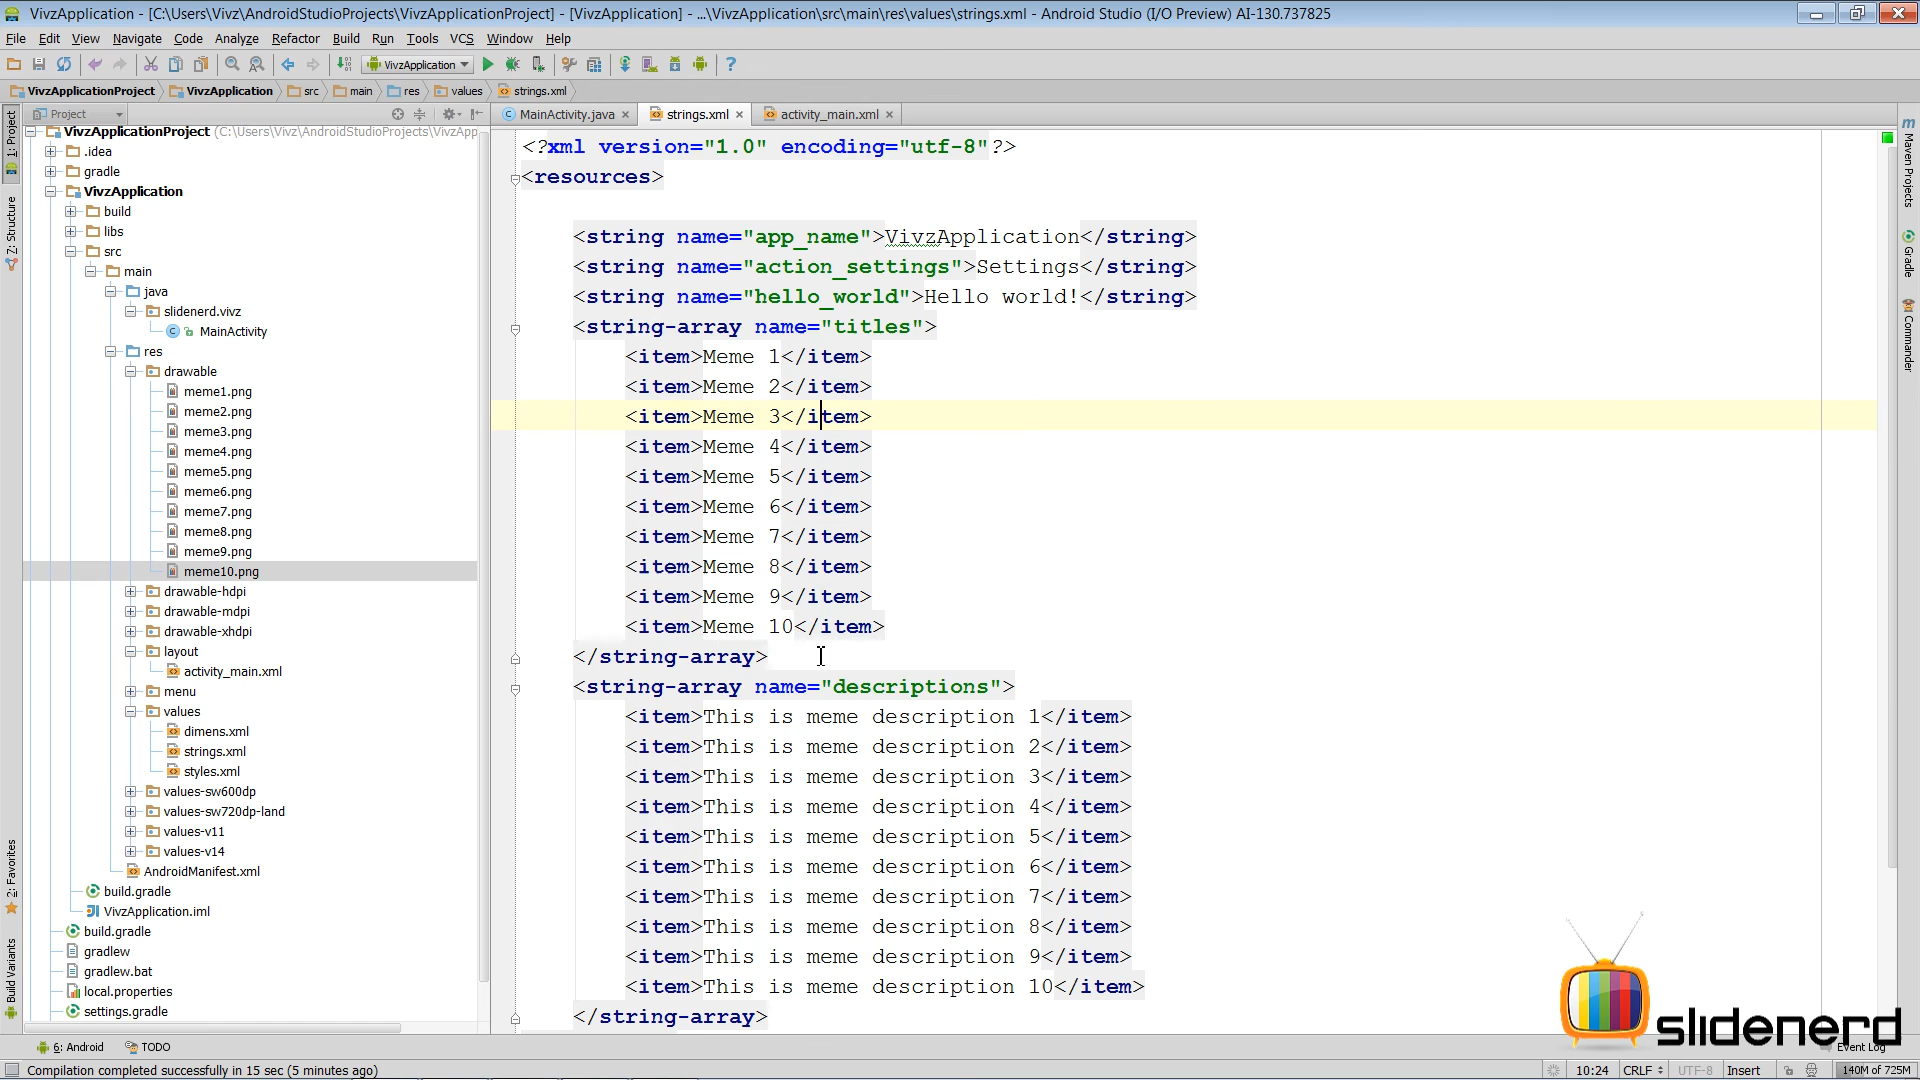 VivzApplication - [C:\Users\Vivz\AndroidStudioProjects\VivzApplicationProject] - [VivzApplication] - ...\VivzApplication\src\main\res\values\strings.xml - Android Studio (I/O Preview) AI-130.737825
File Edit View Navigate Code Analyze Refactor Build Run Tools VCS Window Help
VivzApplication
VivzApplicationProject VivzApplication src main res values strings.xml
Project
MainActivity.java strings.xml activity_main.xml
VivzApplicationProject (C:\Users\Vivz\AndroidStudioProjects\VivzApp
.idea
gradle
VivzApplication
build
libs
src
main
java
slidenerd.vivz
MainActivity
res
drawable
meme1.png
meme2.png
meme3.png
meme4.png
meme5.png
meme6.png
meme7.png
meme8.png
meme9.png
meme10.png
drawable-hdpi
drawable-mdpi
drawable-xhdpi
layout
activity_main.xml
menu
values
dimens.xml
strings.xml
styles.xml
values-sw600dp
values-sw720dp-land
values-v11
values-v14
AndroidManifest.xml
build.gradle
VivzApplication.iml
build.gradle
gradlew
gradlew.bat
local.properties
settings.gradle
1: Project
7: Structure
2: Favorites
Build Variants
<?xml version="1.0" encoding="utf-8"?>
<resources>
<string name="app_name">VivzApplication</string>
<string name="action_settings">Settings</string>
<string name="hello_world">Hello world!</string>
<string-array name="titles">
<item>Meme 1</item>
<item>Meme 2</item>
<item>Meme 3</item>
<item>Meme 4</item>
<item>Meme 5</item>
<item>Meme 6</item>
<item>Meme 7</item>
<item>Meme 8</item>
<item>Meme 9</item>
<item>Meme 10</item>
</string-array>
<string-array name="descriptions">
<item>This is meme description 1</item>
<item>This is meme description 2</item>
<item>This is meme description 3</item>
<item>This is meme description 4</item>
<item>This is meme description 5</item>
<item>This is meme description 6</item>
<item>This is meme description 7</item>
<item>This is meme description 8</item>
<item>This is meme description 9</item>
<item>This is meme description 10</item>
</string-array>
Maven Projects
Gradle
Commander
slidenerd
6: Android TODO
Event Log
Compilation completed successfully in 15 sec (5 minutes ago)
10:24 CRLF UTF-8 Insert 140M of 725M